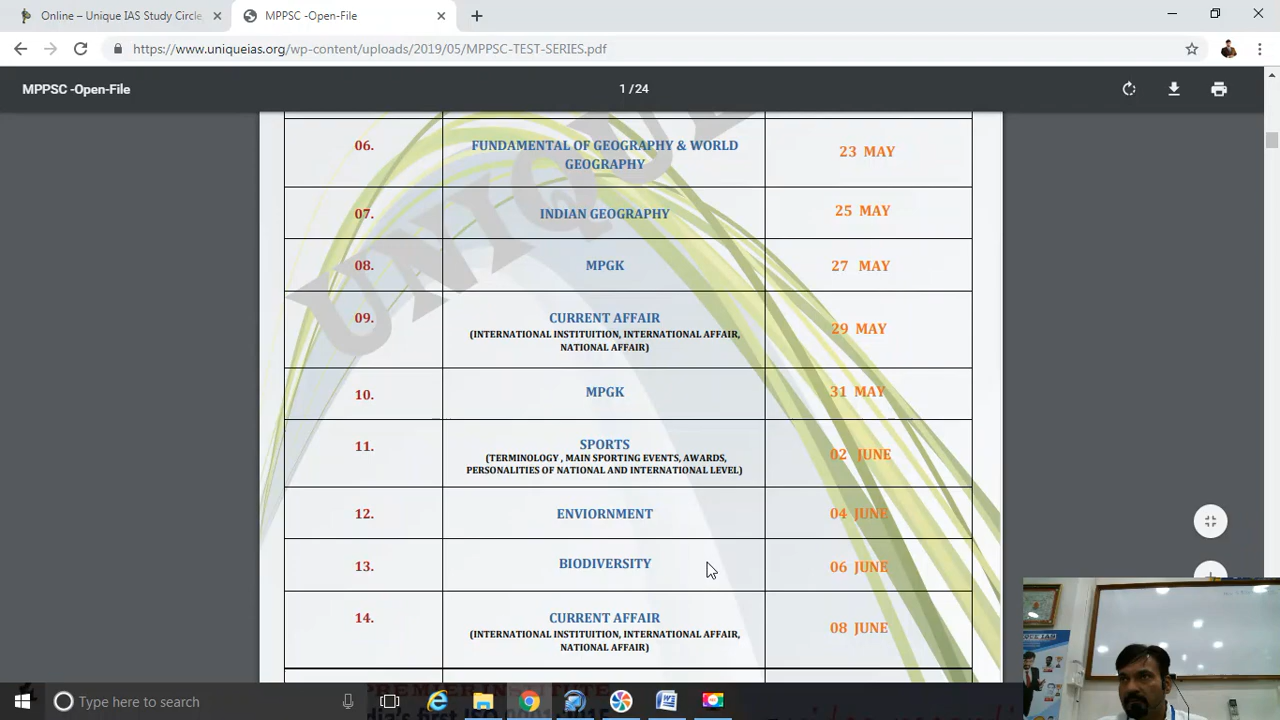 Online – Unique IAS Study Circle
MPPSC -Open-File
https://www.uniqueias.org/wp-content/uploads/2019/05/MPPSC-TEST-SERIES.pdf
MPPSC -Open-File
1 / 24
UNIQUE
06.
FUNDAMENTAL OF GEOGRAPHY & WORLD
GEOGRAPHY
23 MAY
07.
INDIAN GEOGRAPHY
25 MAY
08.
MPGK
27 MAY
09.
CURRENT AFFAIR
(INTERNATIONAL INSTITUITION, INTERNATIONAL AFFAIR,
NATIONAL AFFAIR)
29 MAY
10.
MPGK
31 MAY
11.
SPORTS
(TERMINOLOGY , MAIN SPORTING EVENTS, AWARDS,
PERSONALITIES OF NATIONAL AND INTERNATIONAL LEVEL)
02 JUNE
12.
ENVIORNMENT
04 JUNE
13.
BIODIVERSITY
06 JUNE
14.
CURRENT AFFAIR
(INTERNATIONAL INSTITUITION, INTERNATIONAL AFFAIR,
NATIONAL AFFAIR)
08 JUNE
PREMIER INSTITUTE
Type here to search